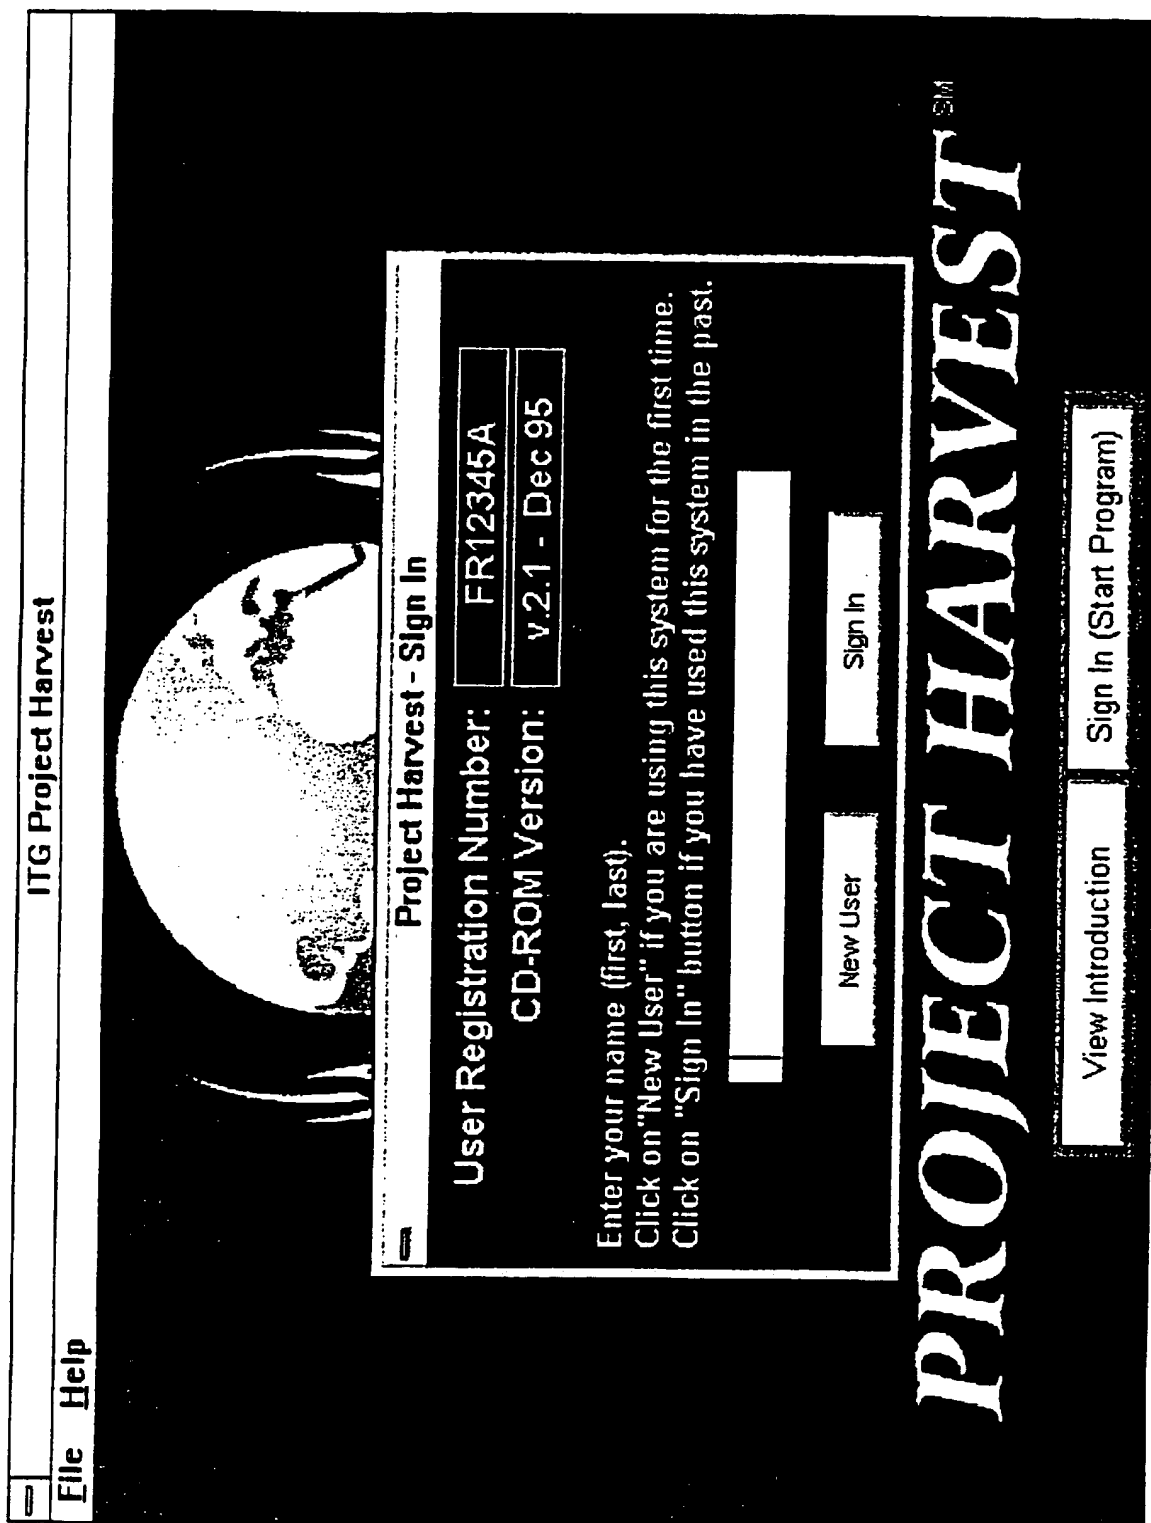 ITG Project Harvest
File Help
Project Harvest - Sign In
User Registration Number: FR12345A
CD-ROM Version: v.2.1 - Dec 95
Enter your name (first, last).
Click on "New User" if you are using this system for the first time.
Click on "Sign In" button if you have used this system in the past.
New User Sign In
PROJECT HARVEST SM
View Introduction Sign In (Start Program)